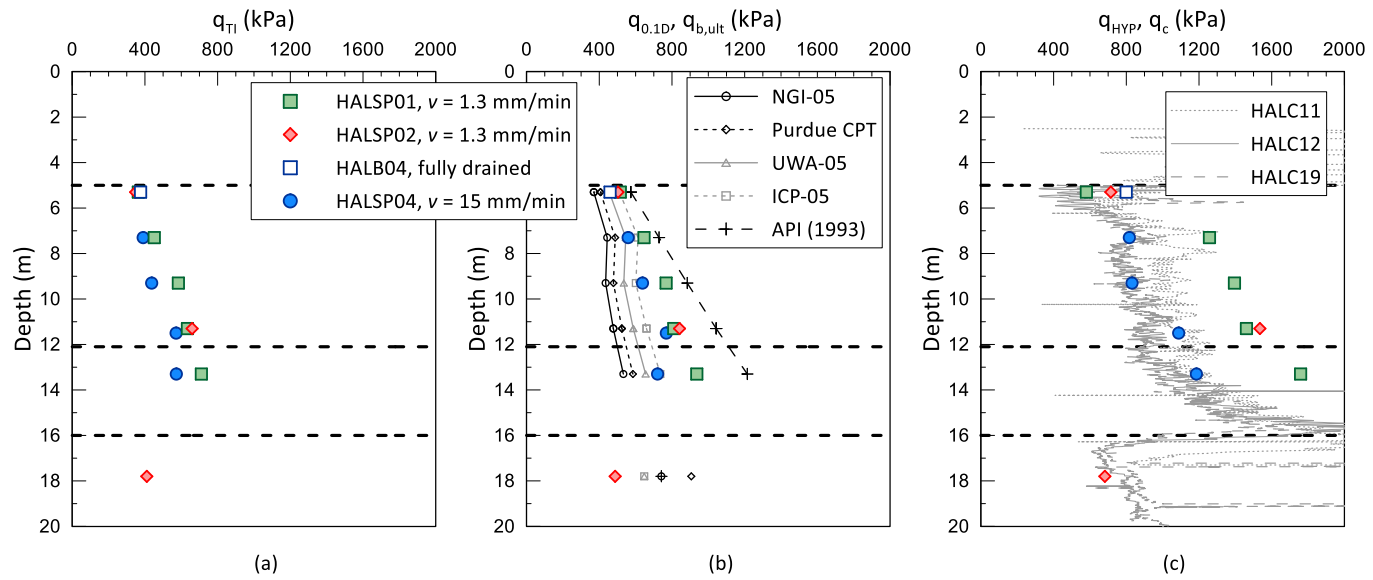 q_TI (kPa)
0 400 800 1200 1600 2000
0
2
4
6
8
10
12
14
16
18
20
Depth (m)
HALSP01, v = 1.3 mm/min
HALSP02, v = 1.3 mm/min
HALB04, fully drained
HALSP04, v = 15 mm/min
(a)
q_0.1D, q_b,ult (kPa)
0 400 800 1200 1600 2000
0
2
4
6
8
10
12
14
16
18
20
Depth (m)
NGI-05
Purdue CPT
UWA-05
ICP-05
API (1993)
(b)
q_HYP, q_c (kPa)
0 400 800 1200 1600 2000
0
2
4
6
8
10
12
14
16
18
20
Depth (m)
HALC11
HALC12
HALC19
(c)